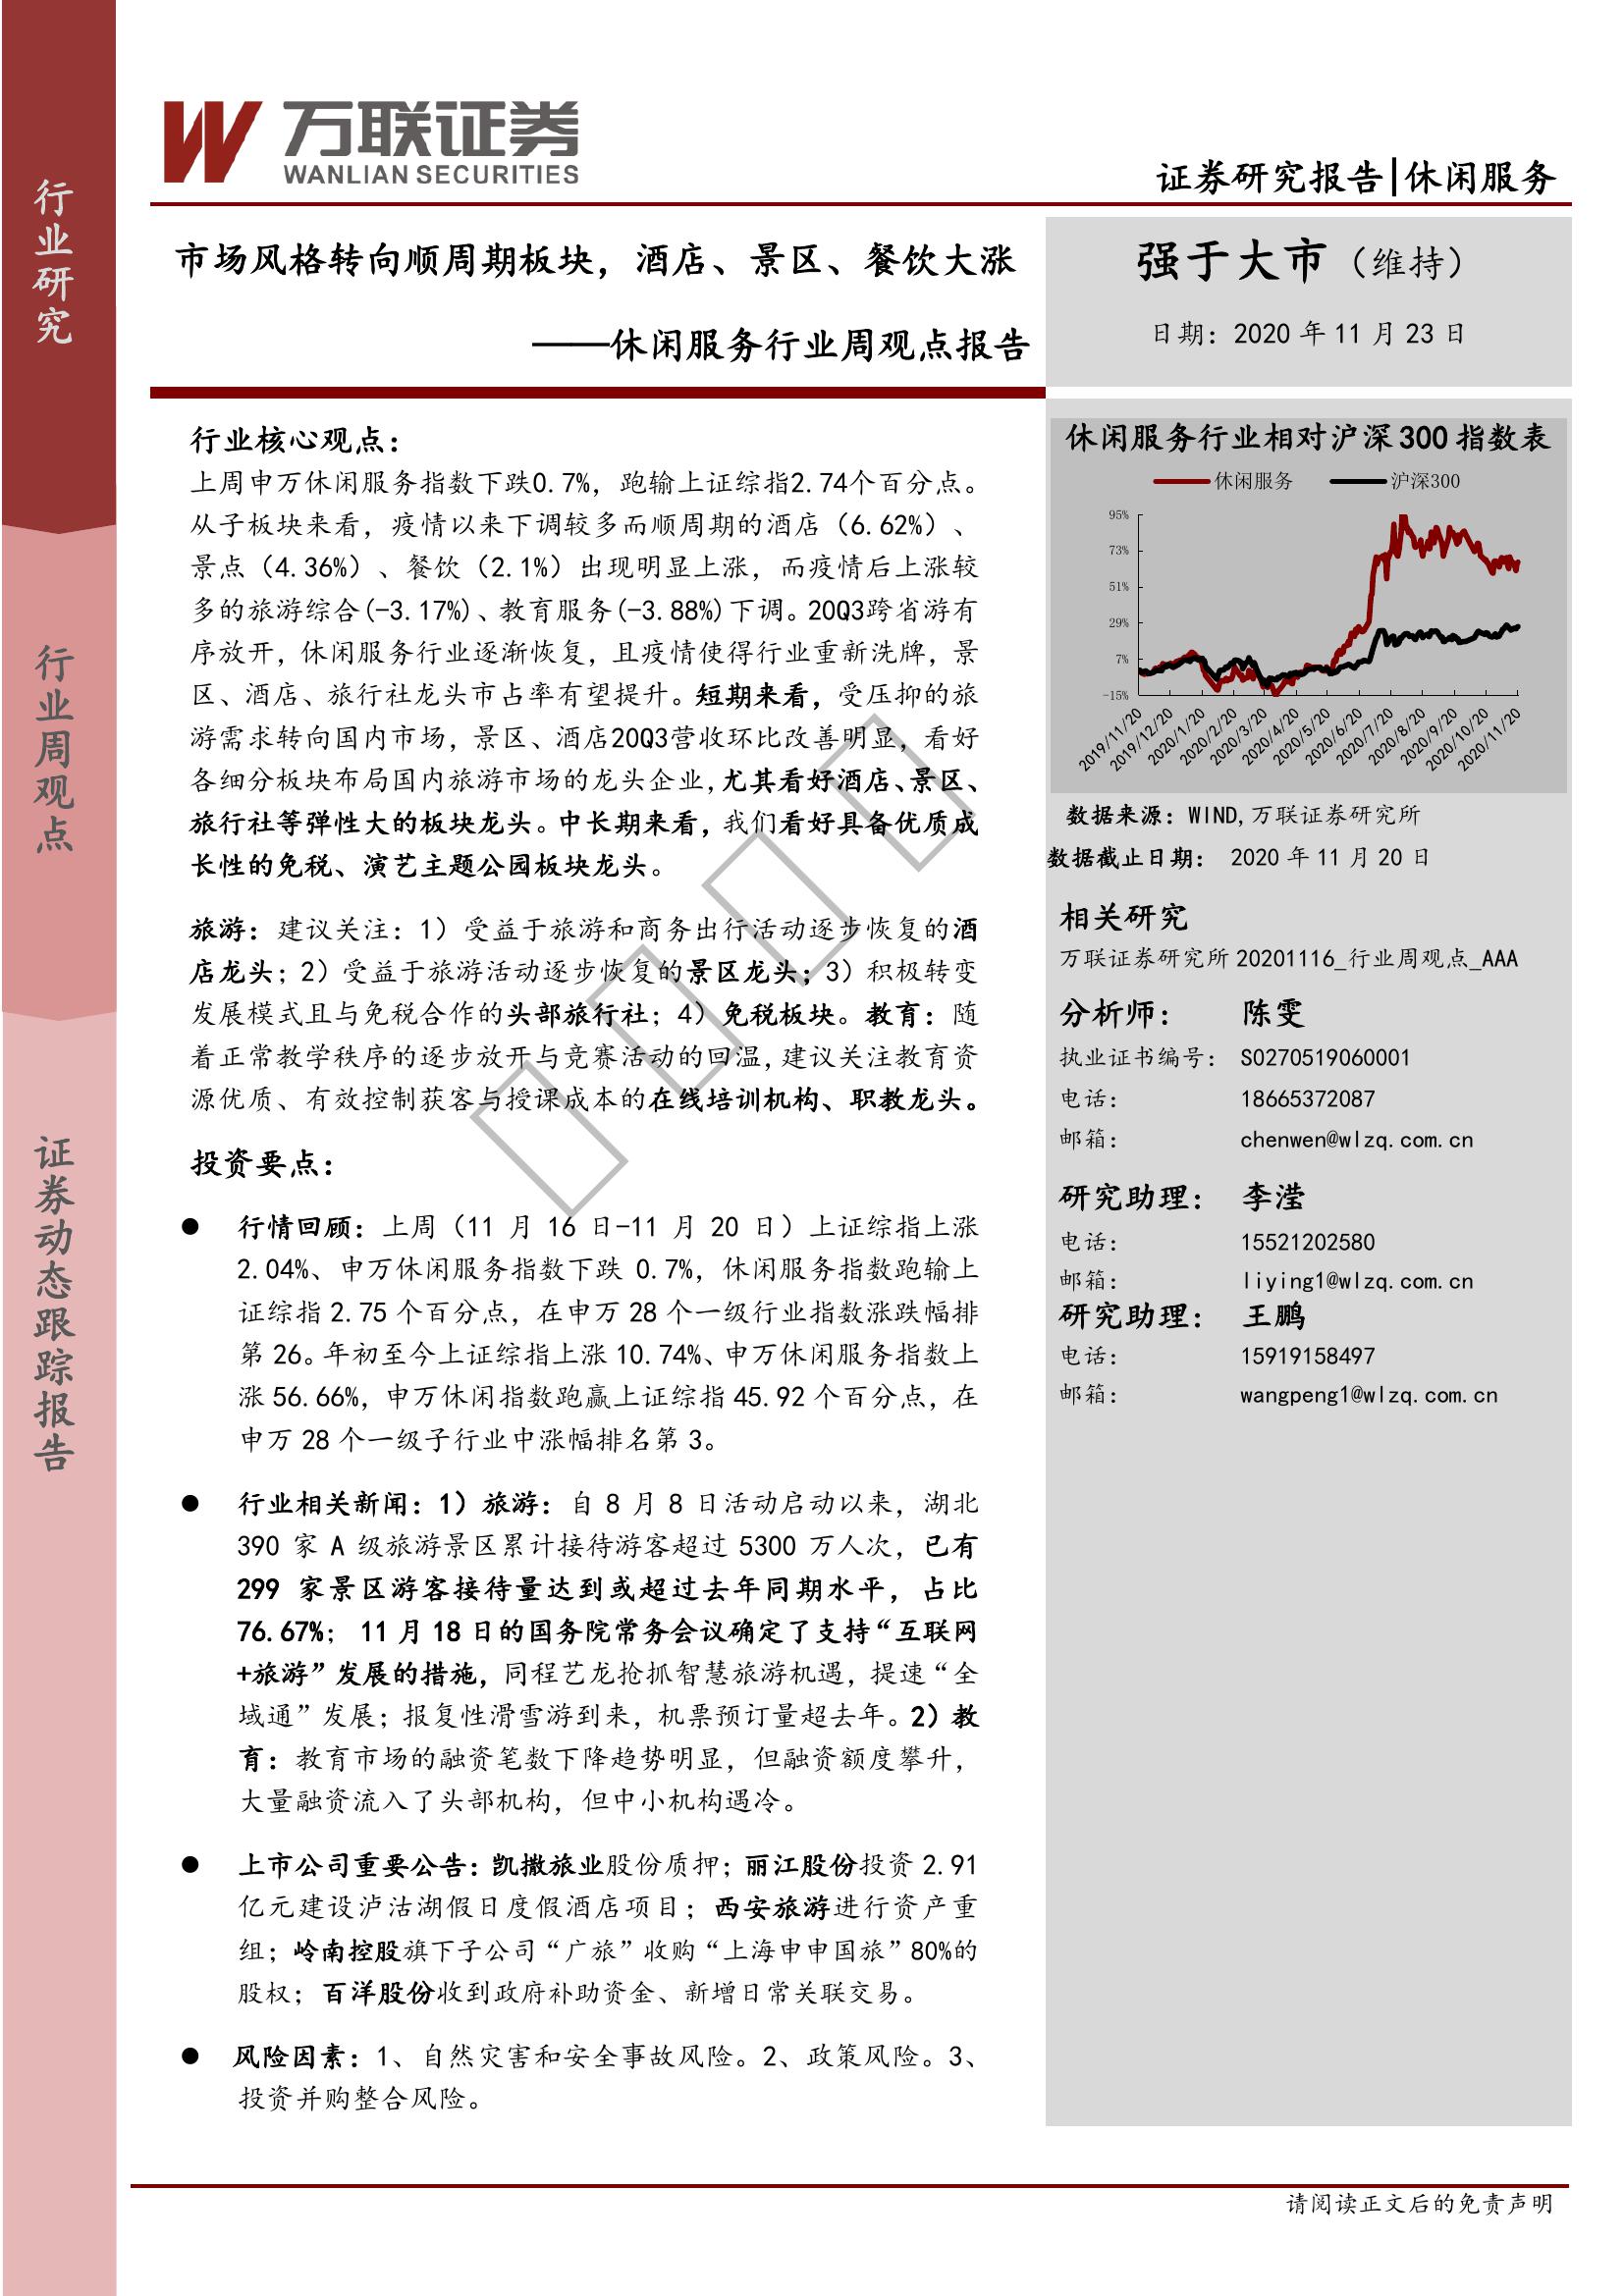 行业研究
行业周观点
证券动态跟踪报告
万联证券
WANLIAN SECURITIES
证券研究报告|休闲服务
市场风格转向顺周期板块，酒店、景区、餐饮大涨
——休闲服务行业周观点报告
强于大市（维持）
日期：2020 年 11 月 23 日
行业核心观点：
上周申万休闲服务指数下跌0.7%，跑输上证综指2.74个百分点。
从子板块来看，疫情以来下调较多而顺周期的酒店（6.62%）、
景点（4.36%）、餐饮（2.1%）出现明显上涨，而疫情后上涨较
多的旅游综合(-3.17%)、教育服务(-3.88%)下调。20Q3跨省游有
序放开，休闲服务行业逐渐恢复，且疫情使得行业重新洗牌，景
区、酒店、旅行社龙头市占率有望提升。短期来看，受压抑的旅
游需求转向国内市场，景区、酒店20Q3营收环比改善明显，看好
各细分板块布局国内旅游市场的龙头企业，尤其看好酒店、景区、
旅行社等弹性大的板块龙头。中长期来看，我们看好具备优质成
长性的免税、演艺主题公园板块龙头。
旅游：建议关注：1）受益于旅游和商务出行活动逐步恢复的酒
店龙头；2）受益于旅游活动逐步恢复的景区龙头；3）积极转变
发展模式且与免税合作的头部旅行社；4）免税板块。教育：随
着正常教学秩序的逐步放开与竞赛活动的回温，建议关注教育资
源优质、有效控制获客与授课成本的在线培训机构、职教龙头。
投资要点：
● 行情回顾：上周（11 月 16 日-11 月 20 日）上证综指上涨
2.04%、申万休闲服务指数下跌 0.7%，休闲服务指数跑输上
证综指 2.75 个百分点，在申万 28 个一级行业指数涨跌幅排
第 26。年初至今上证综指上涨 10.74%、申万休闲服务指数上
涨 56.66%，申万休闲指数跑赢上证综指 45.92 个百分点，在
申万 28 个一级子行业中涨幅排名第 3。
● 行业相关新闻：1）旅游：自 8 月 8 日活动启动以来，湖北
390 家 A 级旅游景区累计接待游客超过 5300 万人次，已有
299 家景区游客接待量达到或超过去年同期水平，占比
76.67%； 11 月 18 日的国务院常务会议确定了支持“互联网
+旅游”发展的措施，同程艺龙抢抓智慧旅游机遇，提速“全
域通”发展；报复性滑雪游到来，机票预订量超去年。2）教
育：教育市场的融资笔数下降趋势明显，但融资额度攀升，
大量融资流入了头部机构，但中小机构遇冷。
● 上市公司重要公告：凯撒旅业股份质押；丽江股份投资 2.91
亿元建设泸沽湖假日度假酒店项目；西安旅游进行资产重
组；岭南控股旗下子公司“广旅”收购“上海申申国旅”80%的
股权；百洋股份收到政府补助资金、新增日常关联交易。
● 风险因素：1、自然灾害和安全事故风险。2、政策风险。3、
投资并购整合风险。
休闲服务行业相对沪深 300 指数表
休闲服务 沪深300
95%
73%
51%
29%
7%
-15%
2019/11/20
2019/12/20
2020/1/20
2020/2/20
2020/3/20
2020/4/20
2020/5/20
2020/6/20
2020/7/20
2020/8/20
2020/9/20
2020/10/20
2020/11/20
数据来源：WIND,万联证券研究所
数据截止日期： 2020 年 11 月 20 日
相关研究
万联证券研究所 20201116_行业周观点_AAA
分析师： 陈雯
执业证书编号： S0270519060001
电话： 18665372087
邮箱： chenwen@wlzq.com.cn
研究助理： 李滢
电话： 15521202580
邮箱： liying1@wlzq.com.cn
研究助理： 王鹏
电话： 15919158497
邮箱： wangpeng1@wlzq.com.cn
请阅读正文后的免责声明